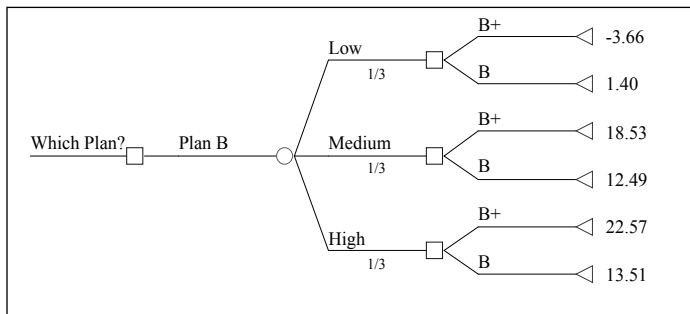 B+
-3.66
Low
1/3
B
1.40
Which Plan?
Plan B
B+
18.53
Medium
1/3
B
12.49
B+
22.57
High
1/3
B
13.51